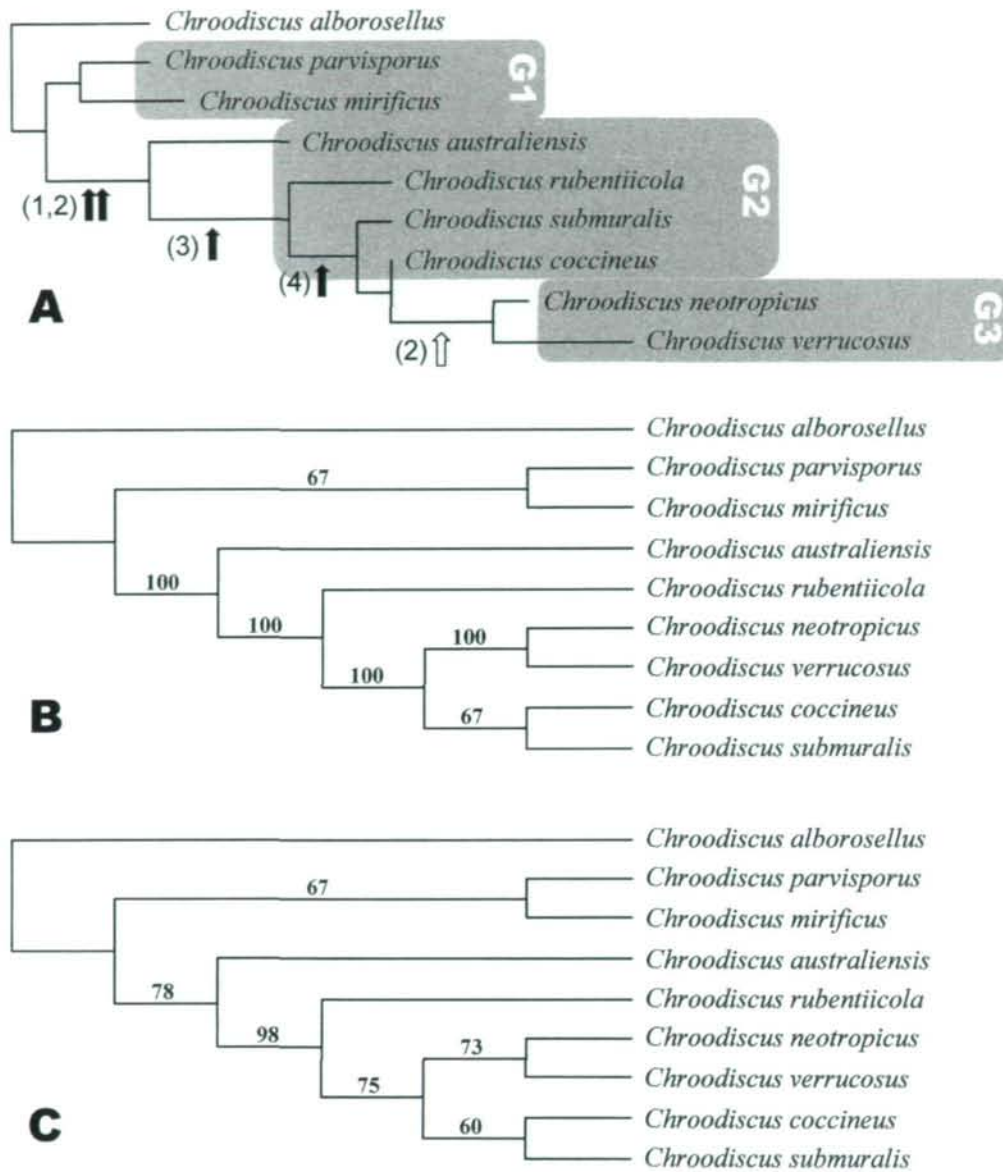 Chroodiscus alborosellus
Chroodiscus parvisporus
G1
Chroodiscus mirificus
Chroodiscus australiensis
Chroodiscus rubentiicola
G2
(1,2)
Chroodiscus submuralis
(3)
Chroodiscus coccineus
(4)
A
Chroodiscus neotropicus
G3
Chroodiscus verrucosus
(2)
Chroodiscus alborosellus
67
Chroodiscus parvisporus
Chroodiscus mirificus
Chroodiscus australiensis
100
Chroodiscus rubentiicola
100
100
Chroodiscus neotropicus
Chroodiscus verrucosus
100
67
Chroodiscus coccineus
B
Chroodiscus submuralis
Chroodiscus alborosellus
67
Chroodiscus parvisporus
Chroodiscus mirificus
Chroodiscus australiensis
78
Chroodiscus rubentiicola
98
73
Chroodiscus neotropicus
Chroodiscus verrucosus
75
60
Chroodiscus coccineus
C
Chroodiscus submuralis